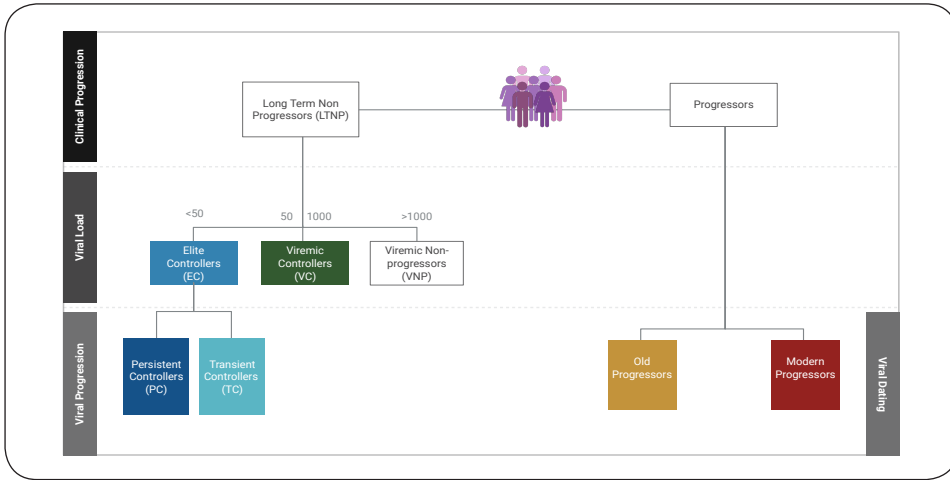 Clinical Progression
Long Term Non
Progressors (LTNP)
Progressors
Viral Load
<50
50
1000
>1000
Elite
Controllers
(EC)
Viremic
Controllers
(VC)
Viremic Non-
progressors
(VNP)
Viral Progression
Persistent
Controllers
(PC)
Transient
Controllers
(TC)
Old
Progressors
Modern
Progressors
Viral Dating